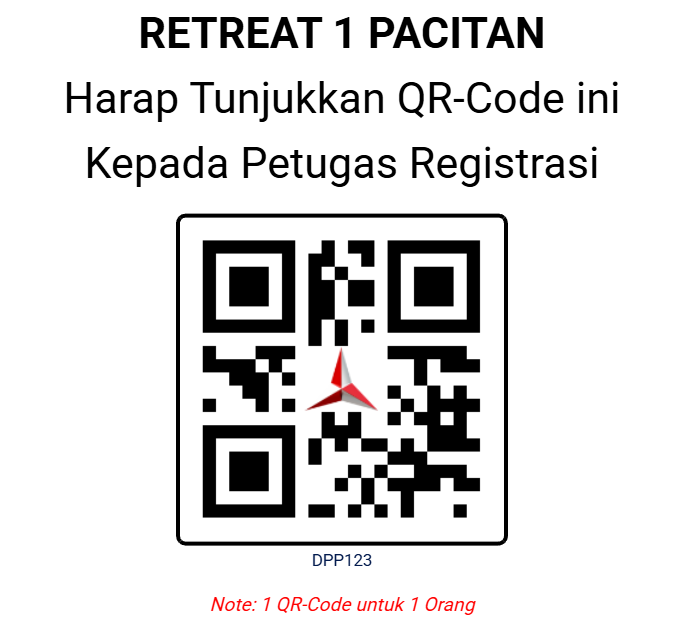 RETREAT 1 PACITAN
Harap Tunjukkan QR-Code ini
Kepada Petugas Registrasi
DPP123
Note: 1 QR-Code untuk 1 Orang